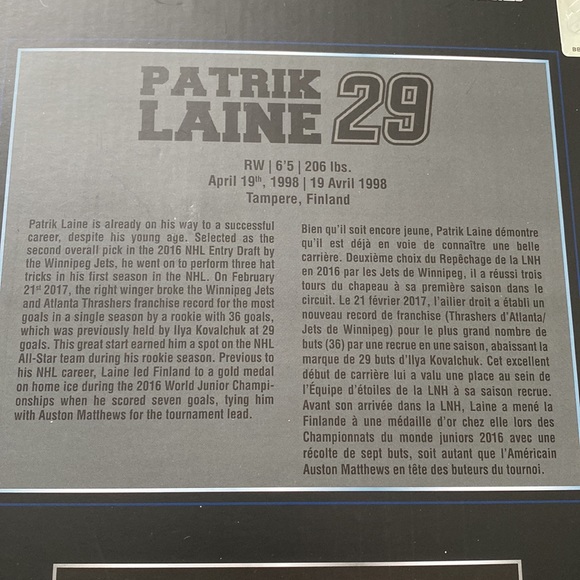 PATRIK
LAINE 29
RW | 6'5 | 206 lbs.
April 19th, 1998 | 19 Avril 1998
Tampere, Finland
Patrik Laine is already on his way to a successful
career, despite his young age. Selected as the
second overall pick in the 2016 NHL Entry Draft by
the Winnipeg Jets, he went on to perform three hat
tricks in his first season in the NHL. On February
21st 2017, the right winger broke the Winnipeg Jets
and Atlanta Thrashers franchise record for the most
goals in a single season by a rookie with 36 goals,
which was previously held by Ilya Kovalchuk at 29
goals. This great start earned him a spot on the NHL
All-Star team during his rookie season. Previous to
his NHL career, Laine led Finland to a gold medal
on home ice during the 2016 World Junior Champi-
onships when he scored seven goals, tying him
with Auston Matthews for the tournament lead.
Bien qu'il soit encore jeune, Patrik Laine démontre
qu'il est déjà en voie de connaître une belle
carrière. Deuxième choix du Repêchage de la LNH
en 2016 par les Jets de Winnipeg, il a réussi trois
tours du chapeau à sa première saison dans le
circuit. Le 21 février 2017, l'ailier droit a établi un
nouveau record de franchise (Thrashers d'Atlanta/
Jets de Winnipeg) pour le plus grand nombre de
buts (36) par une recrue en une saison, abaissant la
marque de 29 buts d'Ilya Kovalchuk. Cet excellent
début de carrière lui a valu une place au sein de
l'Équipe d'étoiles de la LNH à sa saison recrue.
Avant son arrivée dans la LNH, Laine a mené la
Finlande à une médaille d'or chez elle lors des
Championnats du monde juniors 2016 avec une
récolte de sept buts, soit autant que l'Américain
Auston Matthews en tête des buteurs du tournoi.